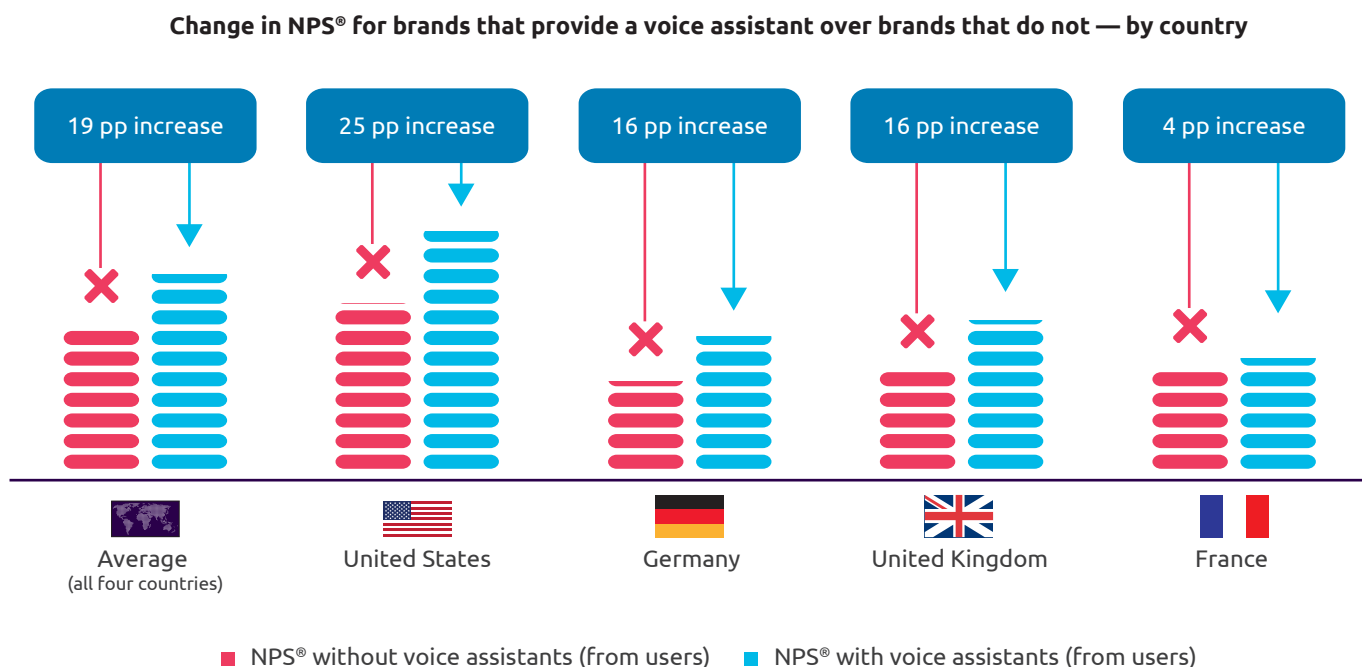 Change in NPS® for brands that provide a voice assistant over brands that do not — by country
19 pp increase
25 pp increase
16 pp increase
16 pp increase
4 pp increase
Average
(all four countries)
United States
Germany
United Kingdom
France
NPS® without voice assistants (from users)
NPS® with voice assistants (from users)